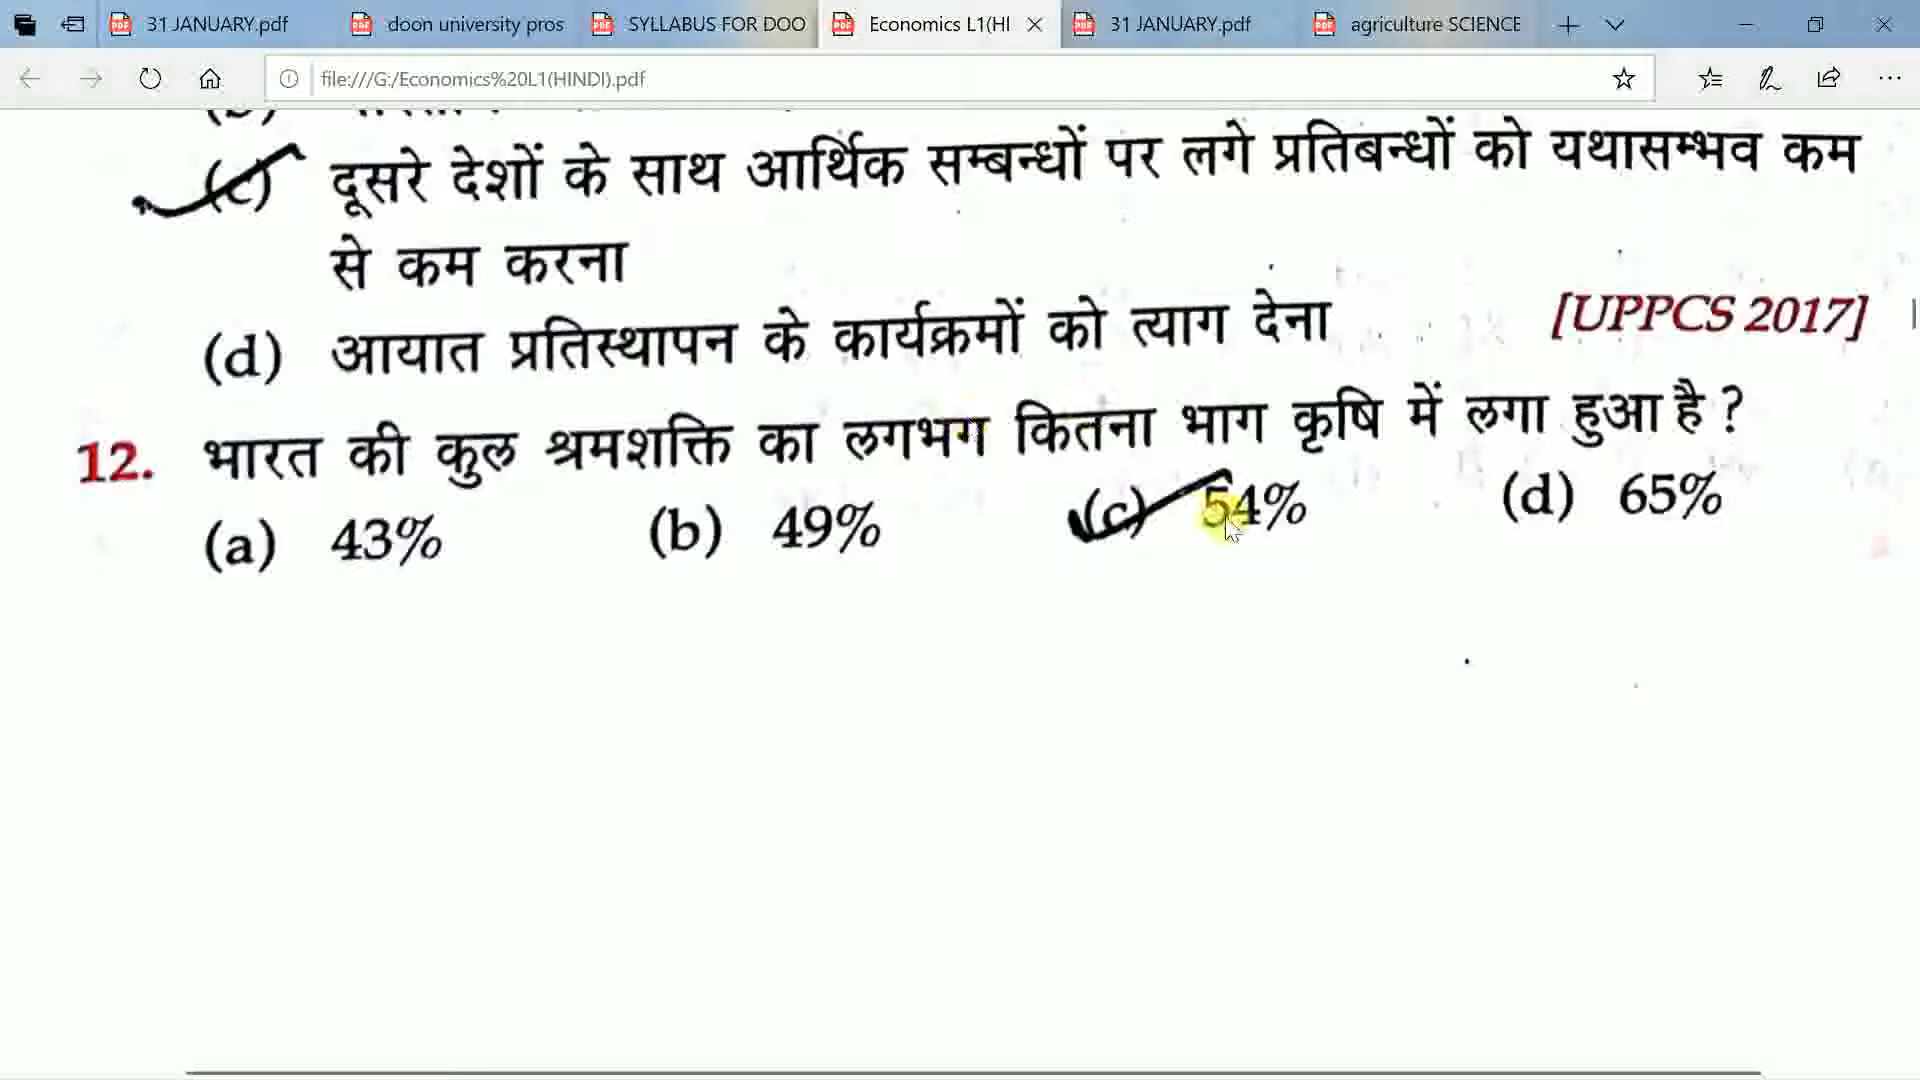 31 JANUARY.pdf
doon university pros
SYLLABUS FOR DOO
Economics L1(HI
31 JANUARY.pdf
agriculture SCIENCE
file:///G:/Economics%20L1(HINDI).pdf
(c) दूसरे देशों के साथ आर्थिक सम्बन्धों पर लगे प्रतिबन्धों को यथासम्भव कम
से कम करना
(d) आयात प्रतिस्थापन के कार्यक्रमों को त्याग देना [UPPCS 2017]
12. भारत की कुल श्रमशक्ति का लगभग कितना भाग कृषि में लगा हुआ है ?
(a) 43% (b) 49% (c) 54% (d) 65%